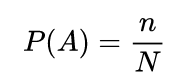 P(A) = n/N